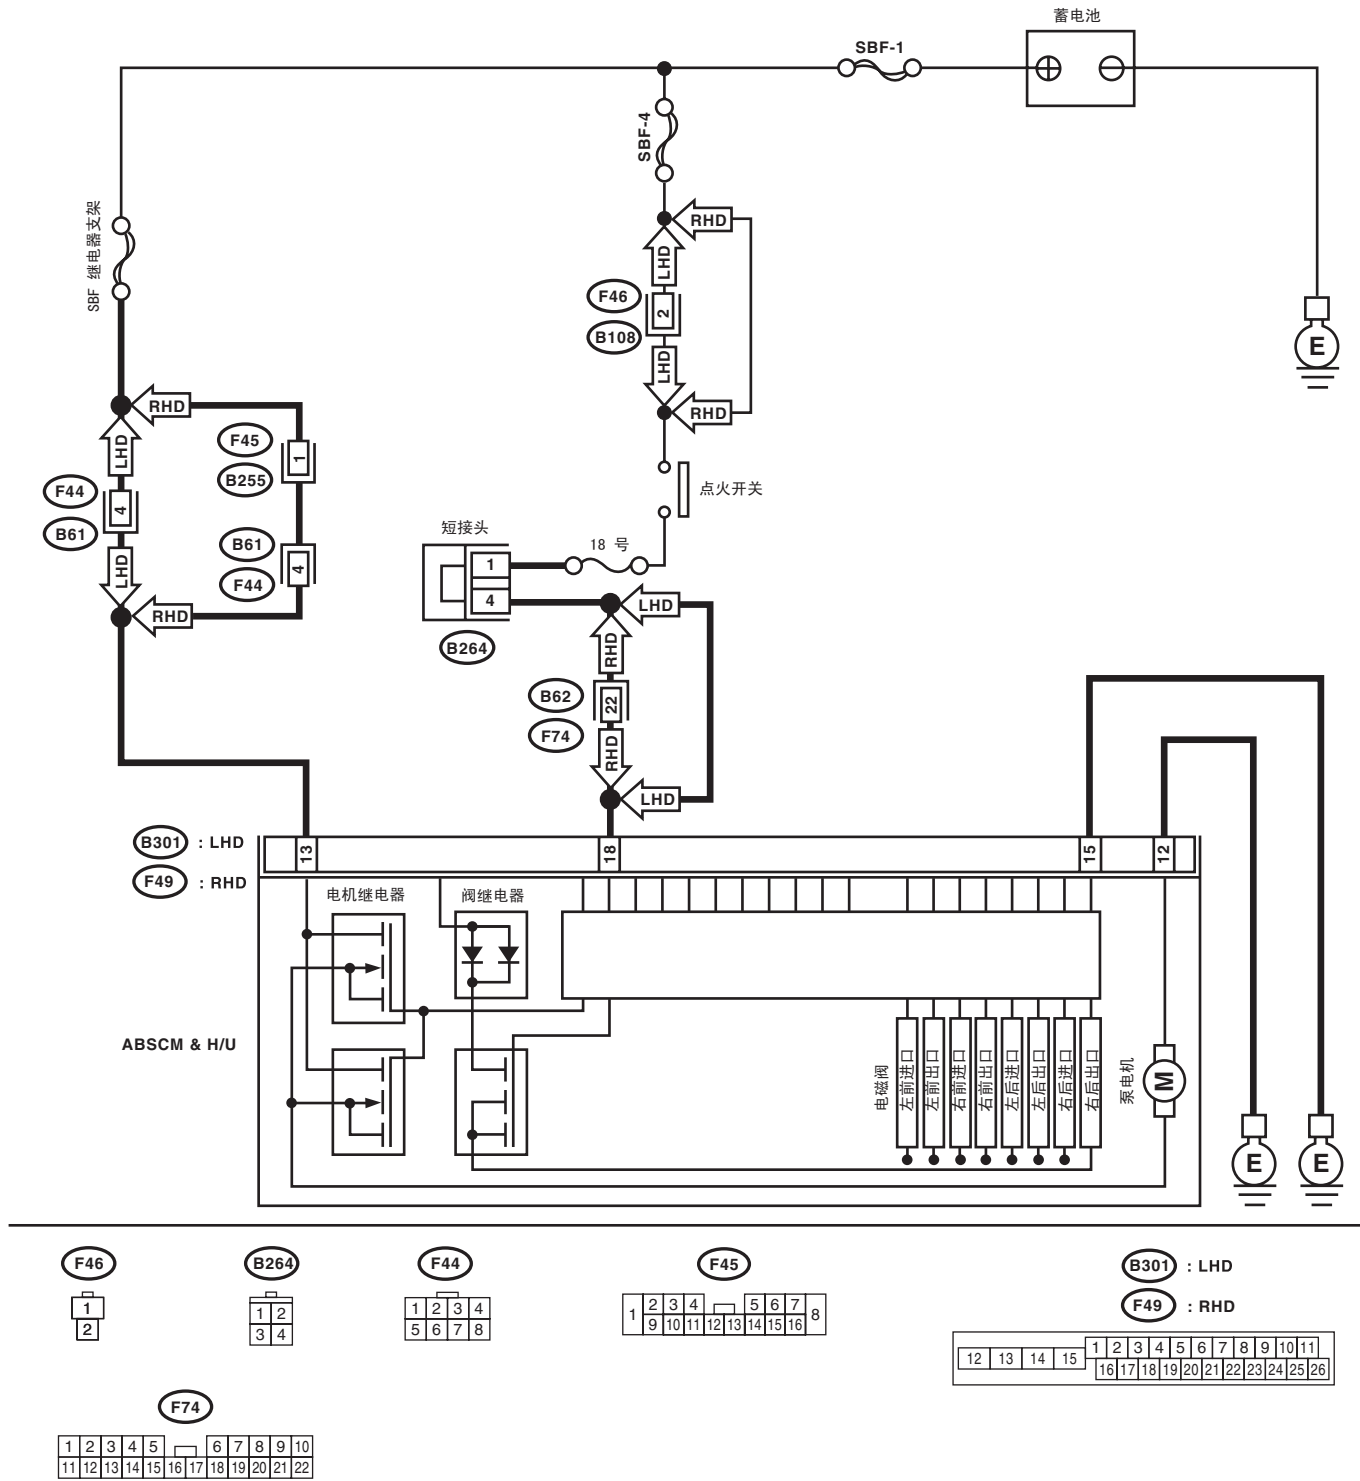 蓄电池
SBF-1
SBF-4
SBF 继电器支架
RHD
LHD
F46
2
B108
LHD
RHD
RHD
LHD
F45
1
B255
F44
4
B61
B61
4
F44
LHD
RHD
E
点火开关
短接头
18 号
1
4
LHD
B264
RHD
B62
22
F74
RHD
LHD
B301 : LHD
F49 : RHD
13
18
15
12
电机继电器
阀继电器
ABSCM & H/U
电磁阀
左前进口
左前出口
右前进口
右前出口
左后进口
左后出口
右后进口
右后出口
泵电机
M
E
E
F46
1
2
B264
1 2
3 4
F44
1 2 3 4
5 6 7 8
F45
1 2 3 4 5 6 7 8
9 10 11 12 13 14 15 16
B301 : LHD
F49 : RHD
12 13 14 15 1 2 3 4 5 6 7 8 9 10 11
16 17 18 19 20 21 22 23 24 25 26
F74
1 2 3 4 5 6 7 8 9 10
11 12 13 14 15 16 17 18 19 20 21 22